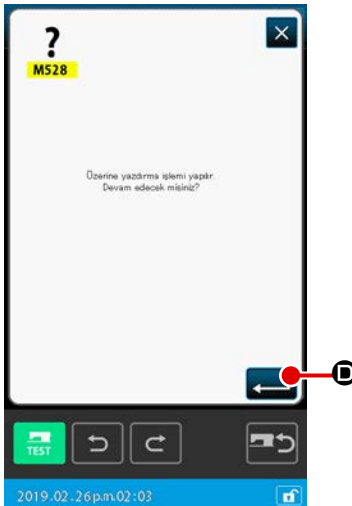 ?
M528
Üzerine yazdırma işlemi yapılır.
Devam edecek misiniz?
D
TEST
2019.02.26p.m.02:03